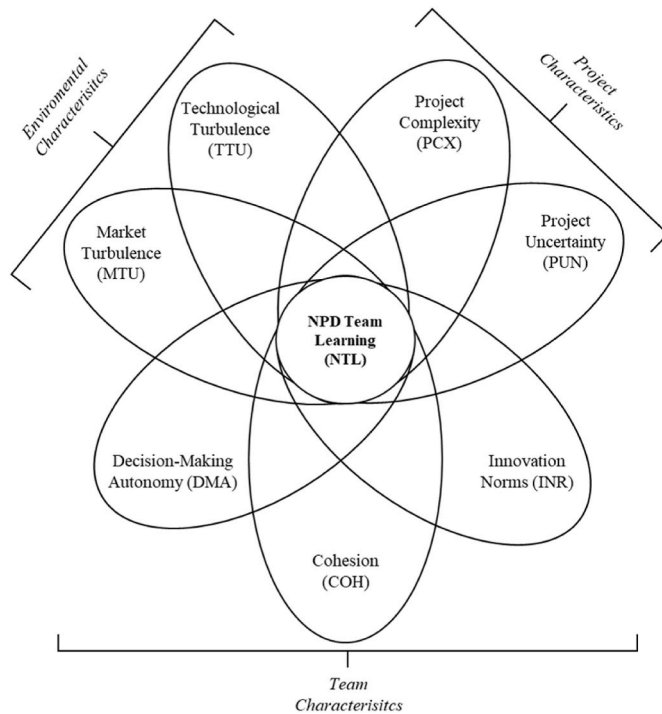 Enviromental
Characterisitcs
Project
Characteristics
Technological
Turbulence
(TTU)
Project
Complexity
(PCX)
Market
Turbulence
(MTU)
Project
Uncertainty
(PUN)
NPD Team
Learning
(NTL)
Decision-Making
Autonomy (DMA)
Innovation
Norms (INR)
Cohesion
(COH)
Team
Characterisitcs